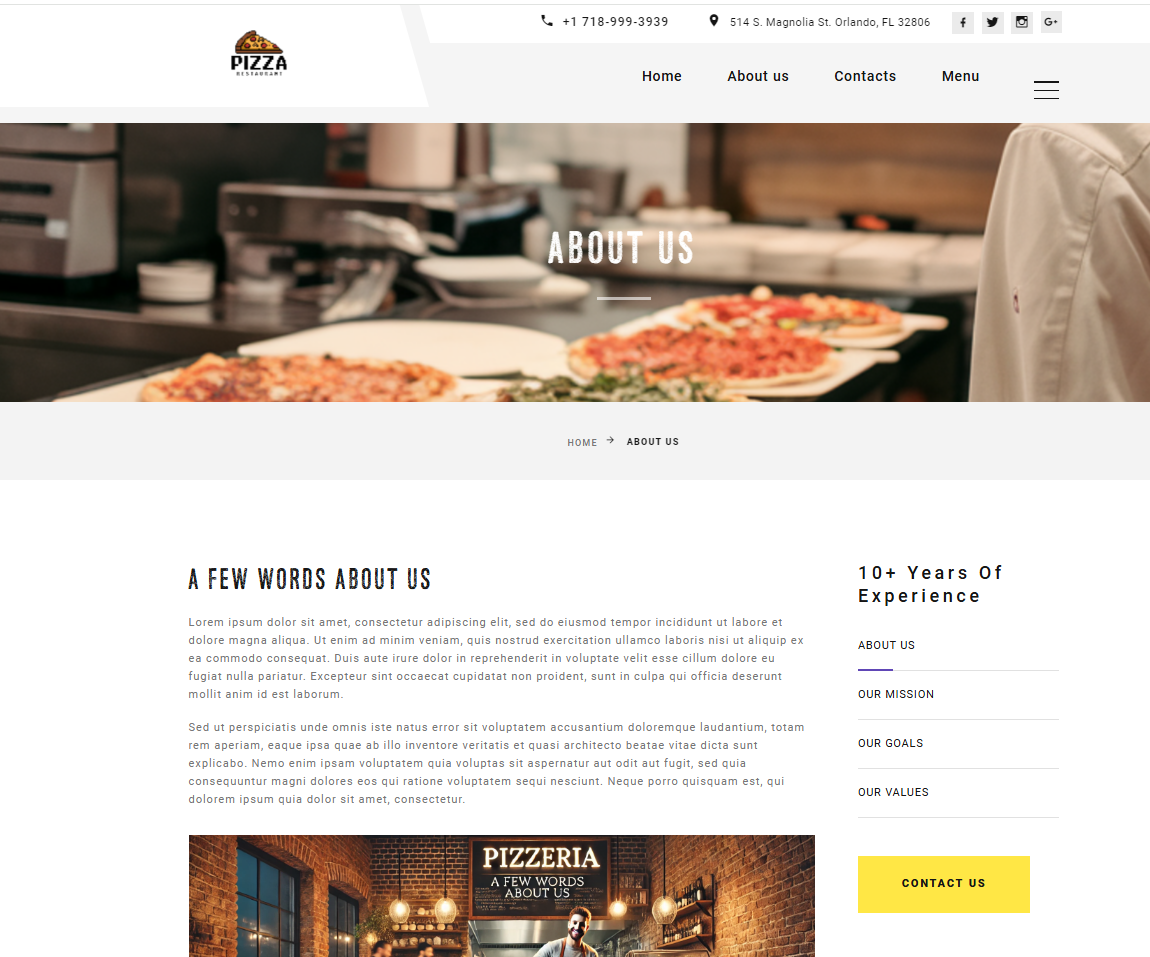 +1 718-999-3939
514 S. Magnolia St. Orlando, FL 32806
G+
PIZZA
RESTAURANT
Home
About us
Contacts
Menu
ABOUT US
HOME → ABOUT US
A FEW WORDS ABOUT US
Lorem ipsum dolor sit amet, consectetur adipiscing elit, sed do eiusmod tempor incididunt ut labore et
dolore magna aliqua. Ut enim ad minim veniam, quis nostrud exercitation ullamco laboris nisi ut aliquip ex
ea commodo consequat. Duis aute irure dolor in reprehenderit in voluptate velit esse cillum dolore eu
fugiat nulla pariatur. Excepteur sint occaecat cupidatat non proident, sunt in culpa qui officia deserunt
mollit anim id est laborum.
Sed ut perspiciatis unde omnis iste natus error sit voluptatem accusantium doloremque laudantium, totam
rem aperiam, eaque ipsa quae ab illo inventore veritatis et quasi architecto beatae vitae dicta sunt
explicabo. Nemo enim ipsam voluptatem quia voluptas sit aspernatur aut odit aut fugit, sed quia
consequuntur magni dolores eos qui ratione voluptatem sequi nesciunt. Neque porro quisquam est, qui
dolorem ipsum quia dolor sit amet, consectetur.
PIZZERIA
A FEW WORDS
ABOUT US
10+ Years Of
Experience
ABOUT US
OUR MISSION
OUR GOALS
OUR VALUES
CONTACT US